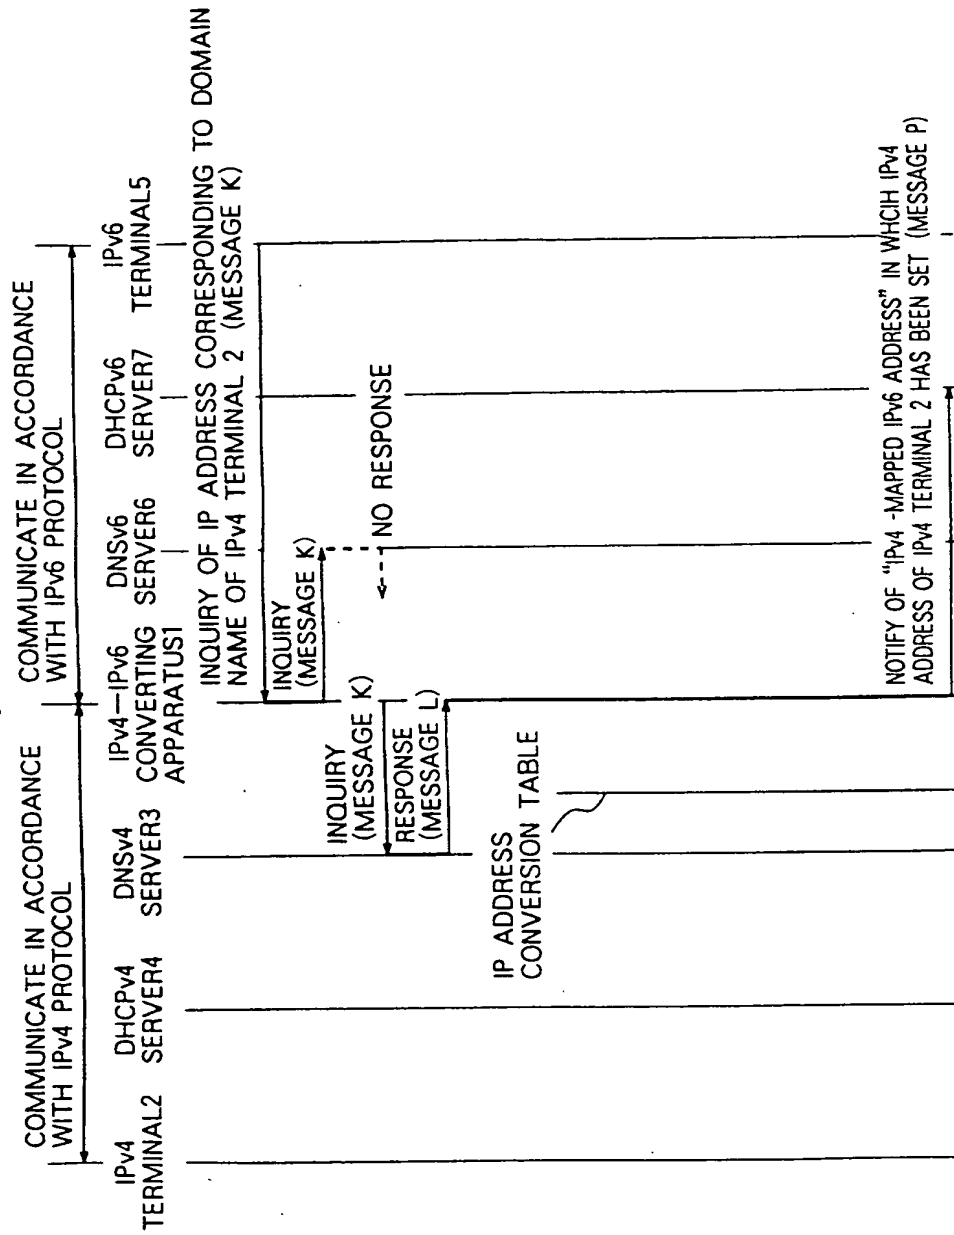 COMMUNICATE IN ACCORDANCE
WITH IPv4 PROTOCOL
COMMUNICATE IN ACCORDANCE
WITH IPv6 PROTOCOL
IPv4
TERMINAL2
DHCPv4
SERVER4
DNSv4
SERVER3
IPv4—IPv6
CONVERTING
APPARATUS1
DNSv6
SERVER6
DHCPv6
SERVER7
IPv6
TERMINAL5
INQUIRY OF IP ADDRESS CORRESPONDING TO DOMAIN
NAME OF IPv4 TERMINAL 2 (MESSAGE K)
INQUIRY
(MESSAGE K)
NO RESPONSE
INQUIRY
(MESSAGE K)
RESPONSE
(MESSAGE L)
IP ADDRESS
CONVERSION TABLE
NOTIFY OF "IPv4 -MAPPED IPv6 ADDRESS" IN WHCIH IPv4
ADDRESS OF IPv4 TERMINAL 2 HAS BEEN SET (MESSAGE P)